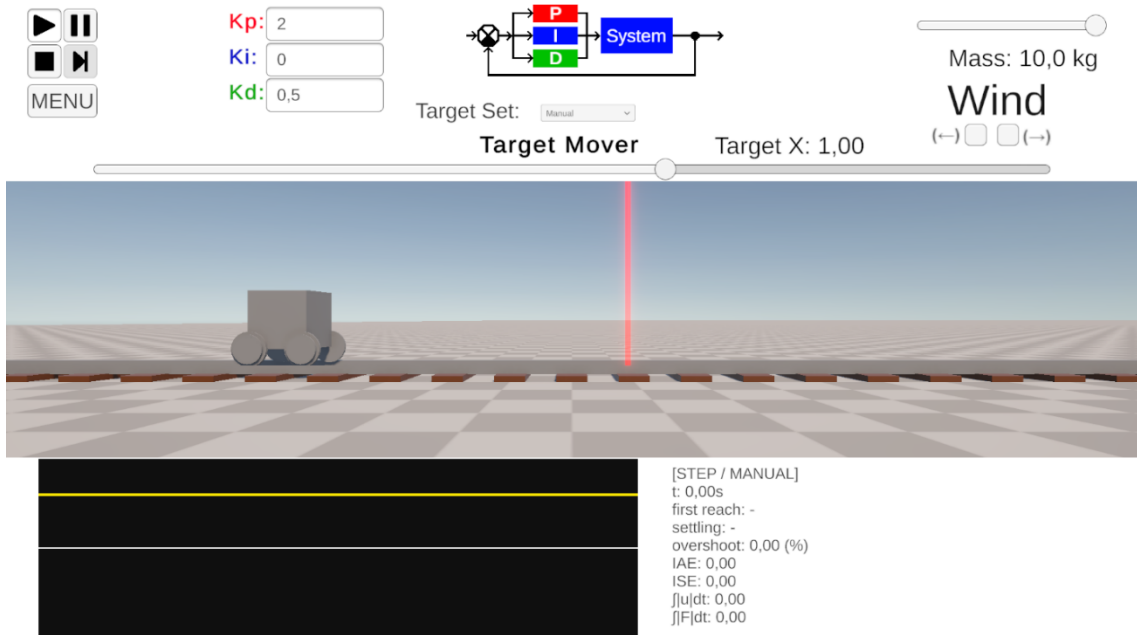 Kp: 2
Ki: 0
Kd: 0,5
MENU
P
I
D
System
Target Set: Manual
Mass: 10,0 kg
Wind
(←) (→)
Target Mover
Target X: 1,00
[STEP / MANUAL]
t: 0,00s
first reach: -
settling: -
overshoot: 0,00 (%)
IAE: 0,00
ISE: 0,00
∫|u|dt: 0,00
∫|F|dt: 0,00